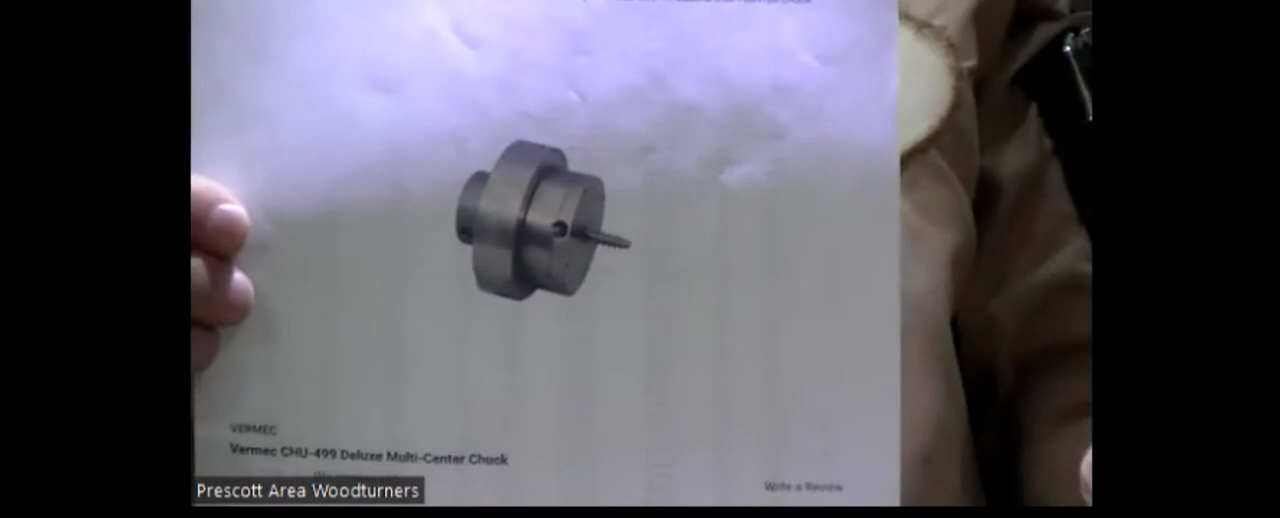 VERMEC
Vermec CHU-499 Deluxe Multi-Center Chuck
Write a Review
Prescott Area Woodturners